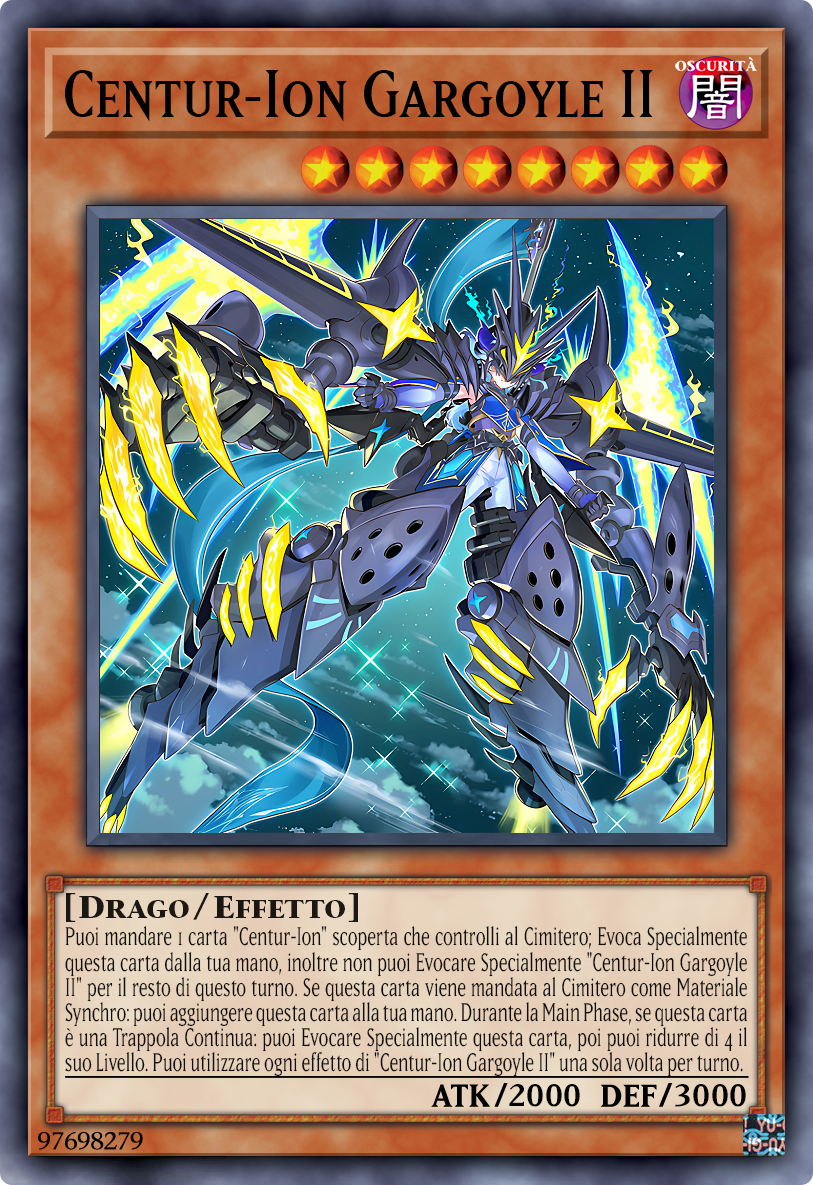 Centur-Ion Gargoyle II
OSCURITÀ
闇
[Drago/Effetto]
Puoi mandare 1 carta "Centur-Ion" scoperta che controlli al Cimitero; Evoca Specialmente
questa carta dalla tua mano, inoltre non puoi Evocare Specialmente "Centur-Ion Gargoyle
II" per il resto di questo turno. Se questa carta viene mandata al Cimitero come Materiale
Synchro: puoi aggiungere questa carta alla tua mano. Durante la Main Phase, se questa carta
è una Trappola Continua: puoi Evocare Specialmente questa carta, poi puoi ridurre di 4 il
suo Livello. Puoi utilizzare ogni effetto di "Centur-Ion Gargoyle II" una sola volta per turno.
ATK/2000 DEF/3000
97698279